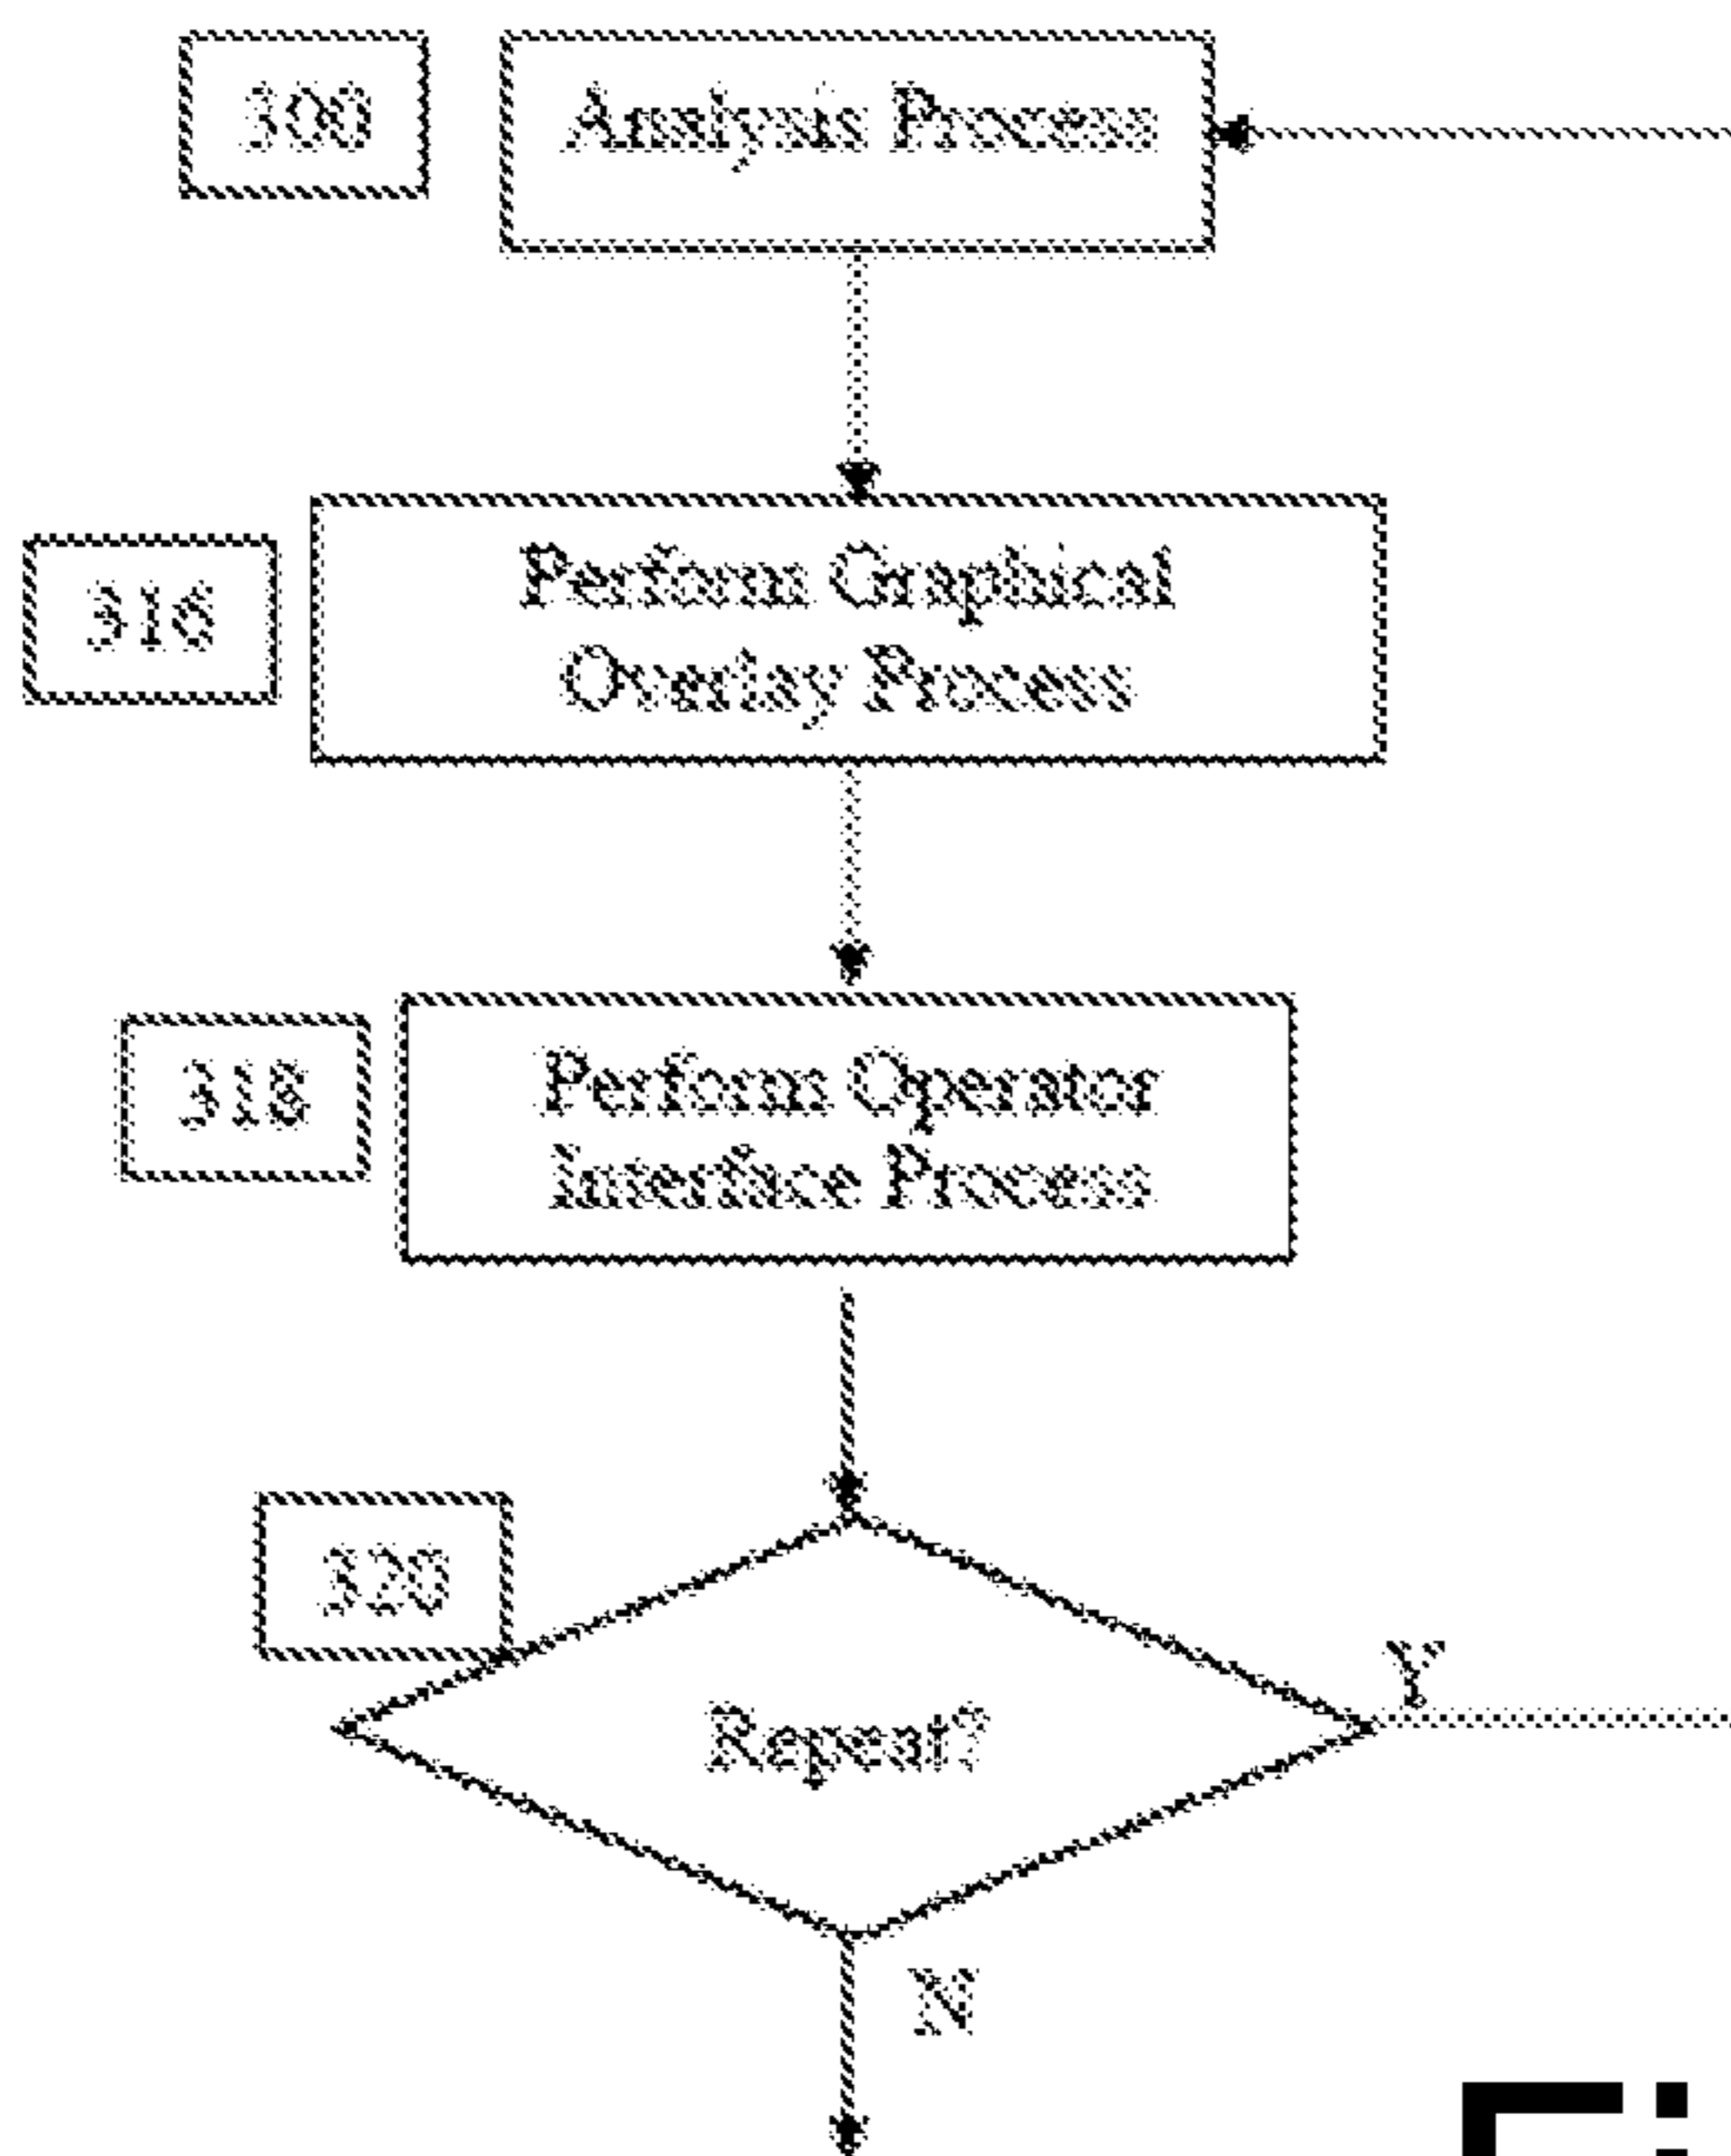 300
Analysis Process
316
Perform Graphical
Overlay Process
318
Perform Operator
Interface Process
320
Repeat?
Y
N